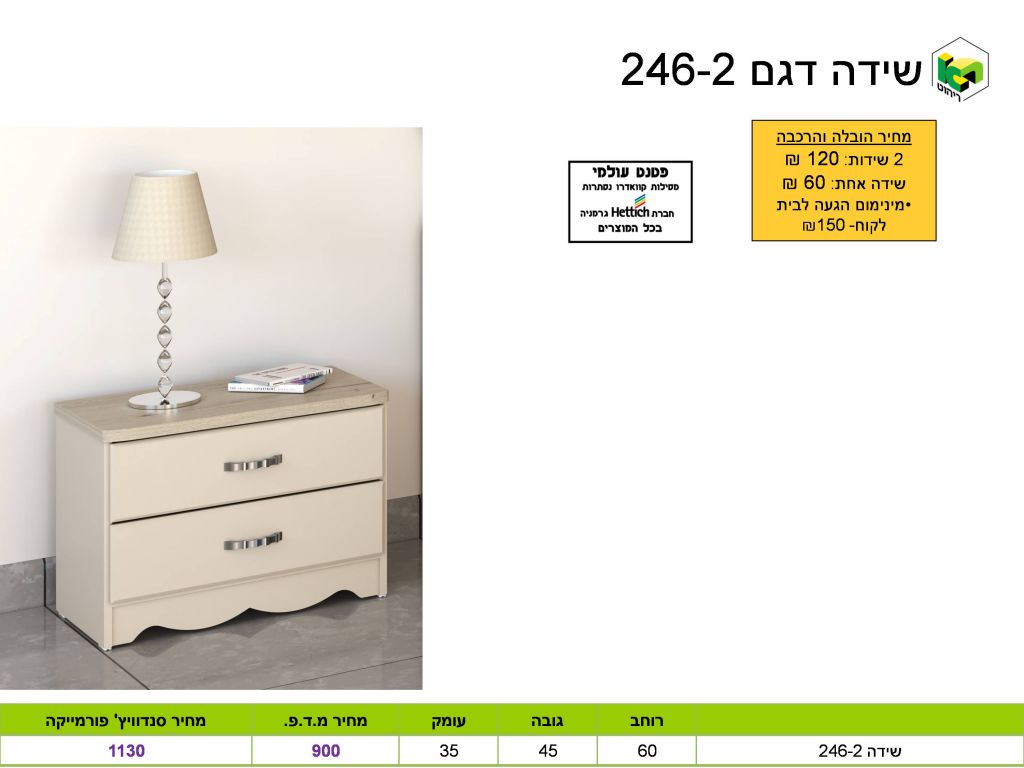 שידה דגם 246-2
ריהוט
מחיר הובלה והרכבה
2 שידות: 120 ₪
שידה אחת: 60 ₪
•מינימום הגעה לבית
לקוח- 150₪
פטנט עולמי
מסילות קוואדרו נסתרות
חברת Hettich גרמניה
בכל המוצרים
רוחב גובה עומק מחיר מ.ד.פ. מחיר סנדוויץ' פורמייקה
שידה 246-2 60 45 35 900 1130